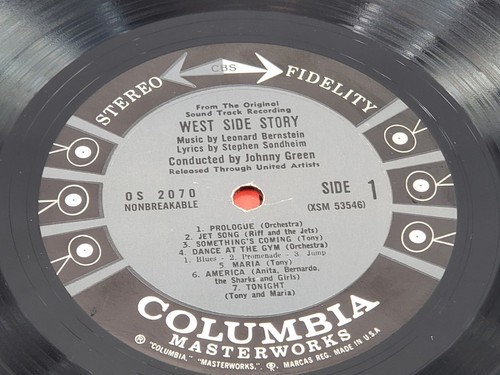 STEREO CBS FIDELITY
From The Original
Sound Track Recording
WEST SIDE STORY
Music by Leonard Bernstein
Lyrics by Stephen Sondheim
Conducted by Johnny Green
Released Through United Artists
OS 2070
NONBREAKABLE
SIDE 1
(XSM 53546)
1. PROLOGUE (Orchestra)
2. JET SONG (Riff and the Jets)
3. SOMETHING'S COMING (Tony)
4. DANCE AT THE GYM (Orchestra)
1. Blues - 2. Promenade - 3. Jump
5. MARIA (Tony)
6. AMERICA (Anita, Bernardo,
the Sharks and Girls)
7. TONIGHT
(Tony and Maria)
COLUMBIA
MASTERWORKS
® "COLUMBIA," "MASTERWORKS," MARCAS REG. MADE IN U.S.A